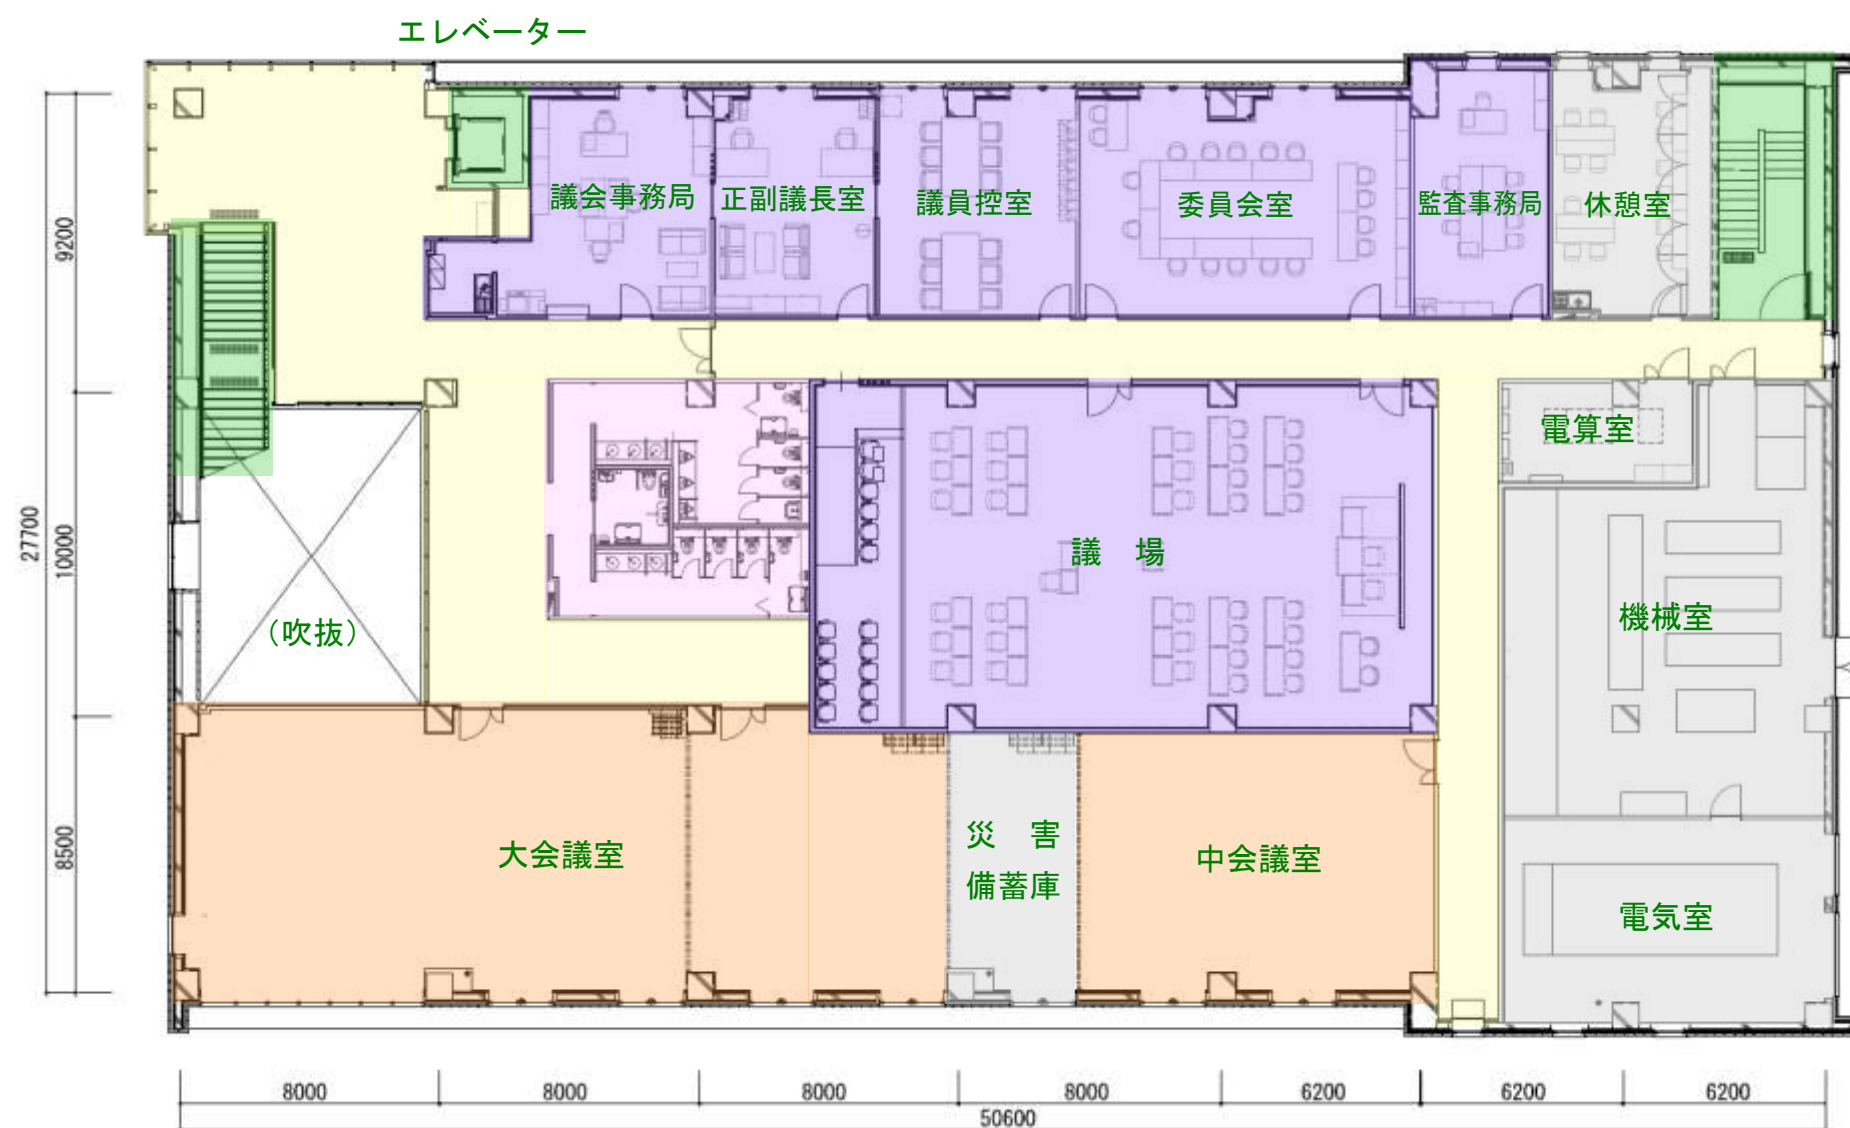 エレベーター
議会事務局
正副議長室
議員控室
委員会室
監査事務局
休憩室
電算室
議　場
(吹抜)
機械室
大会議室
災　害
備蓄庫
中会議室
電気室
9200
27700
10000
8500
8000
8000
8000
8000
6200
6200
6200
50600